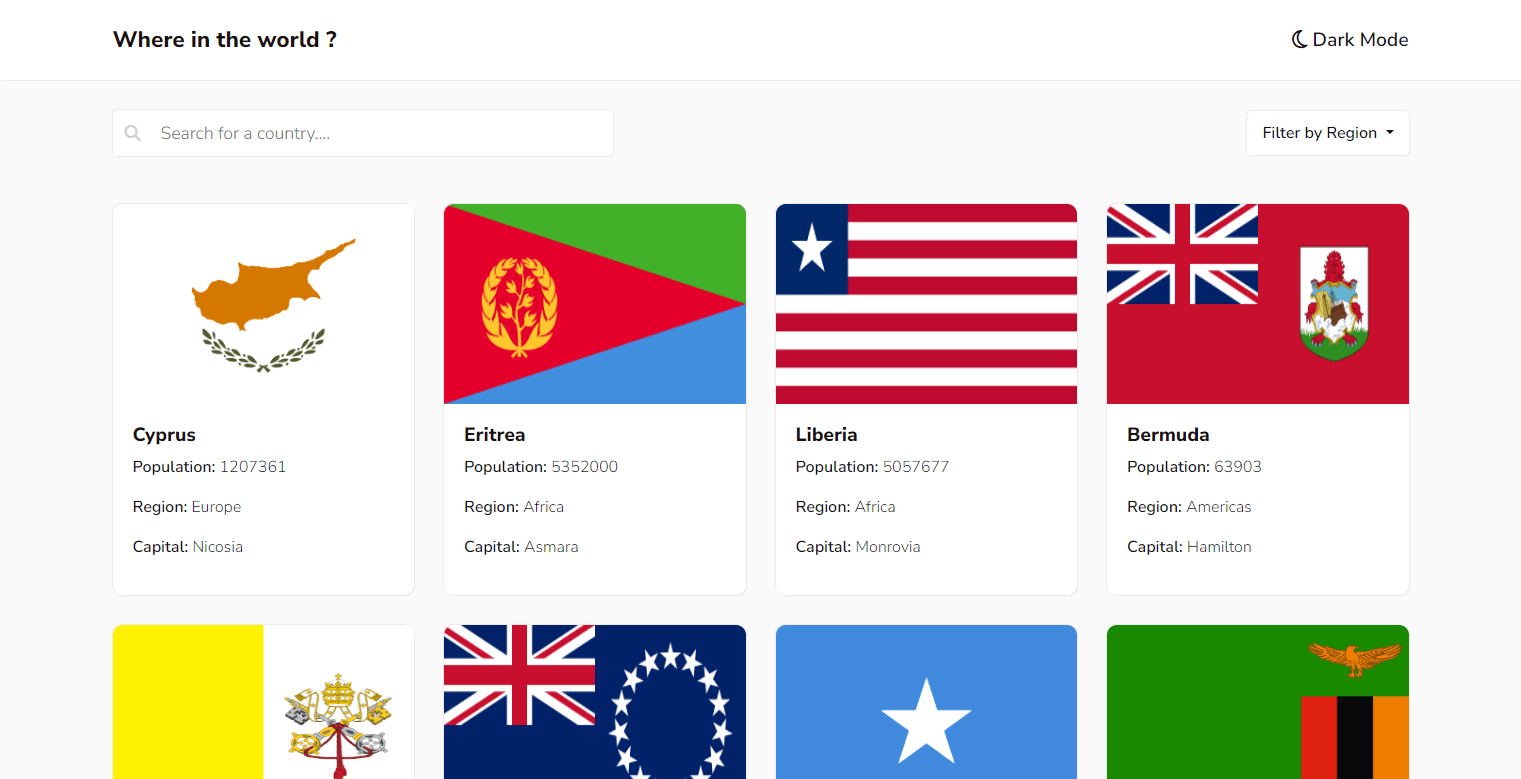 Where in the world ?
Dark Mode
Search for a country....
Filter by Region
Cyprus
Population: 1207361
Region: Europe
Capital: Nicosia
Eritrea
Population: 5352000
Region: Africa
Capital: Asmara
Liberia
Population: 5057677
Region: Africa
Capital: Monrovia
Bermuda
Population: 63903
Region: Americas
Capital: Hamilton